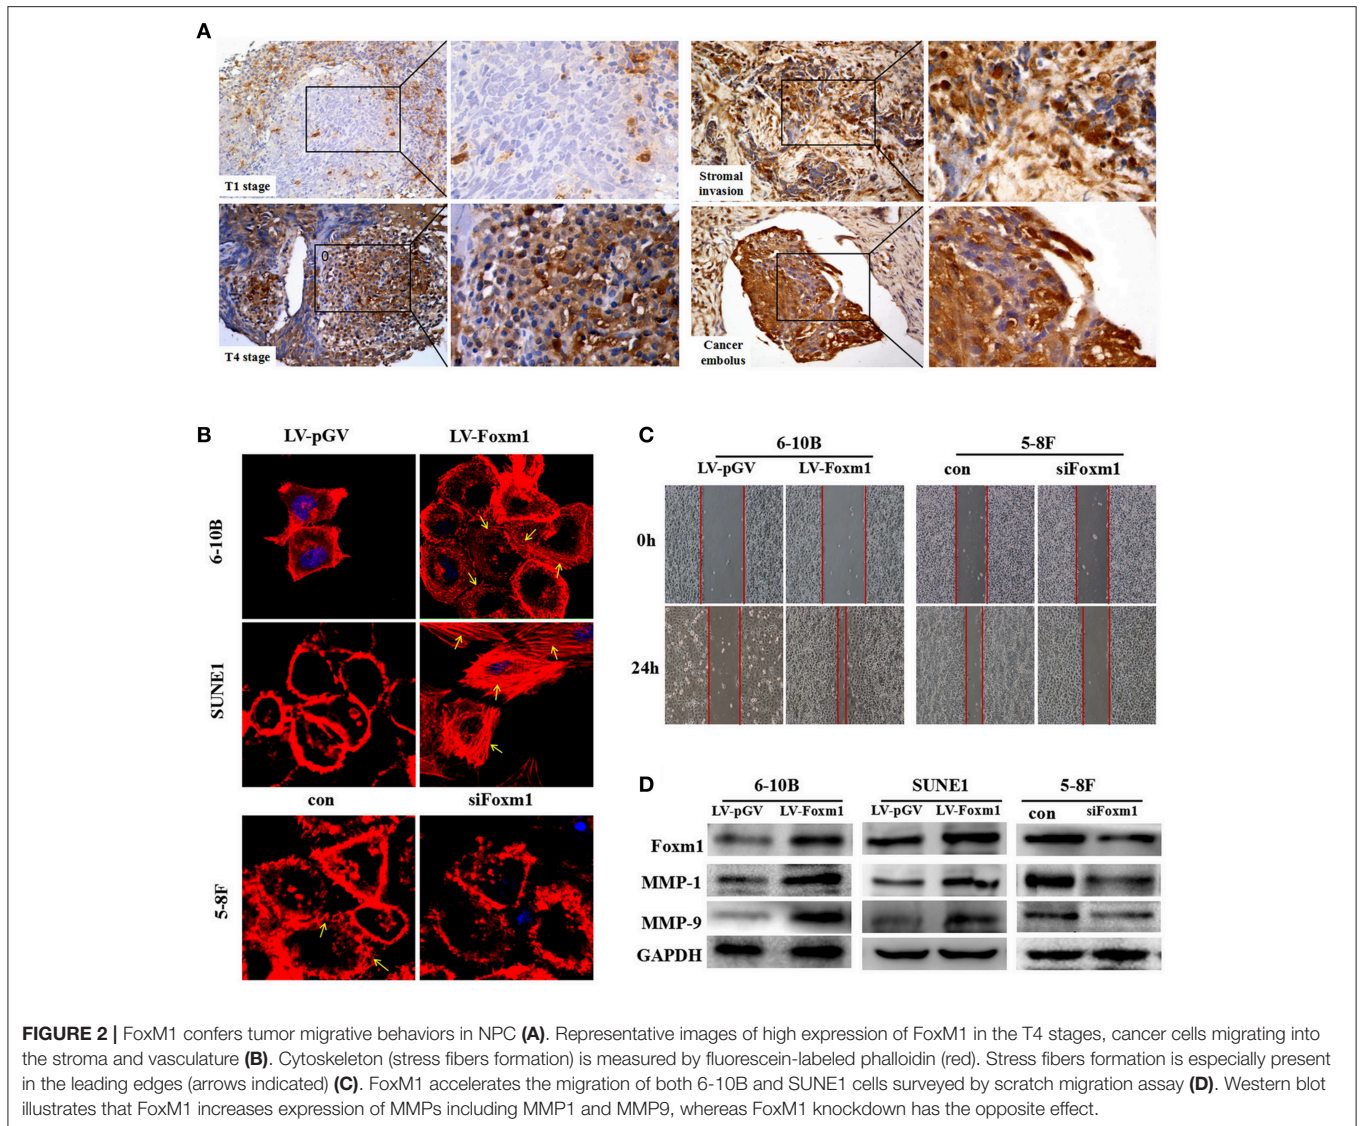 A
T1 stage
Stromal
invasion
0
T4 stage
Cancer
embolus
B
LV-pGV LV-Foxm1
6-10B
SUNE1
con siFoxm1
5-8F
C
6-10B 5-8F
LV-pGV LV-Foxm1 con siFoxm1
0h
24h
D
6-10B SUNE1 5-8F
LV-pGV LV-Foxm1 LV-pGV LV-Foxm1 con siFoxm1
Foxm1
MMP-1
MMP-9
GAPDH
FIGURE 2 | FoxM1 confers tumor migrative behaviors in NPC (A). Representative images of high expression of FoxM1 in the T4 stages, cancer cells migrating into
the stroma and vasculature (B). Cytoskeleton (stress fibers formation) is measured by fluorescein-labeled phalloidin (red). Stress fibers formation is especially present
in the leading edges (arrows indicated) (C). FoxM1 accelerates the migration of both 6-10B and SUNE1 cells surveyed by scratch migration assay (D). Western blot
illustrates that FoxM1 increases expression of MMPs including MMP1 and MMP9, whereas FoxM1 knockdown has the opposite effect.